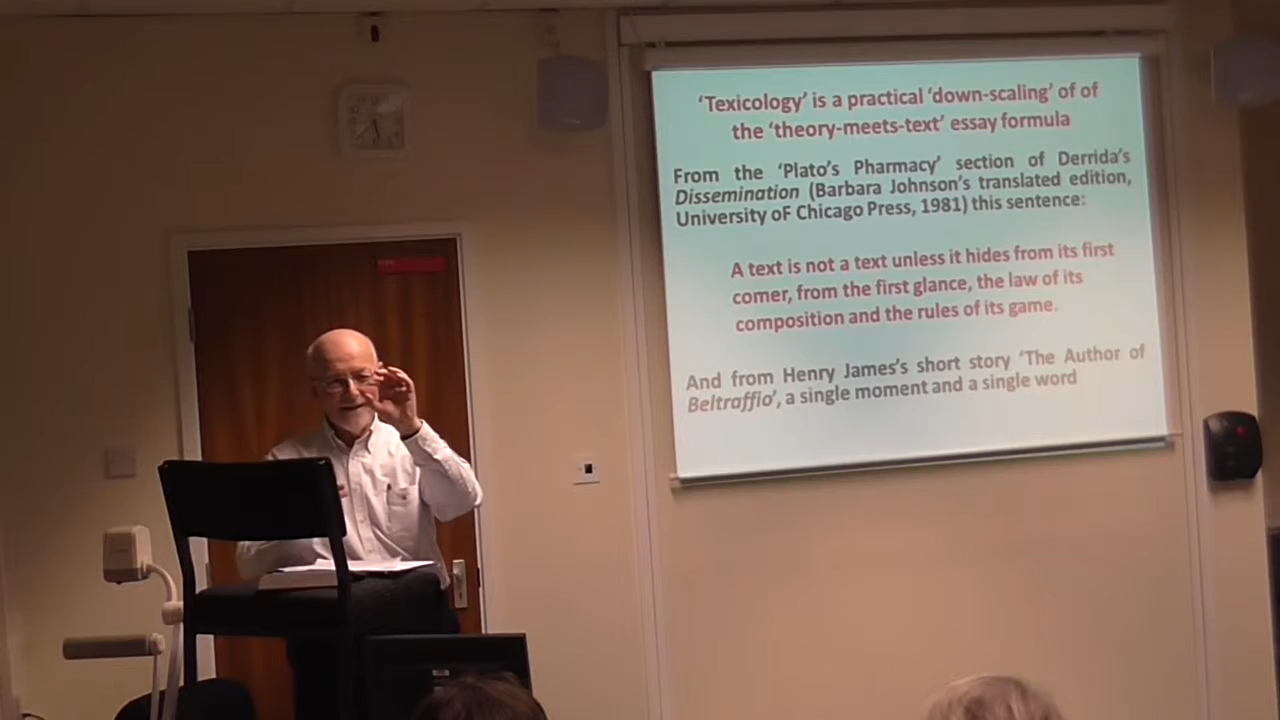 ‘Texicology’ is a practical ‘down-scaling’ of of
the ‘theory-meets-text’ essay formula
From the ‘Plato’s Pharmacy’ section of Derrida’s
Dissemination (Barbara Johnson’s translated edition,
University oF Chicago Press, 1981) this sentence:
A text is not a text unless it hides from its first
comer, from the first glance, the law of its
composition and the rules of its game.
And from Henry James’s short story ‘The Author of
Beltraffio’, a single moment and a single word